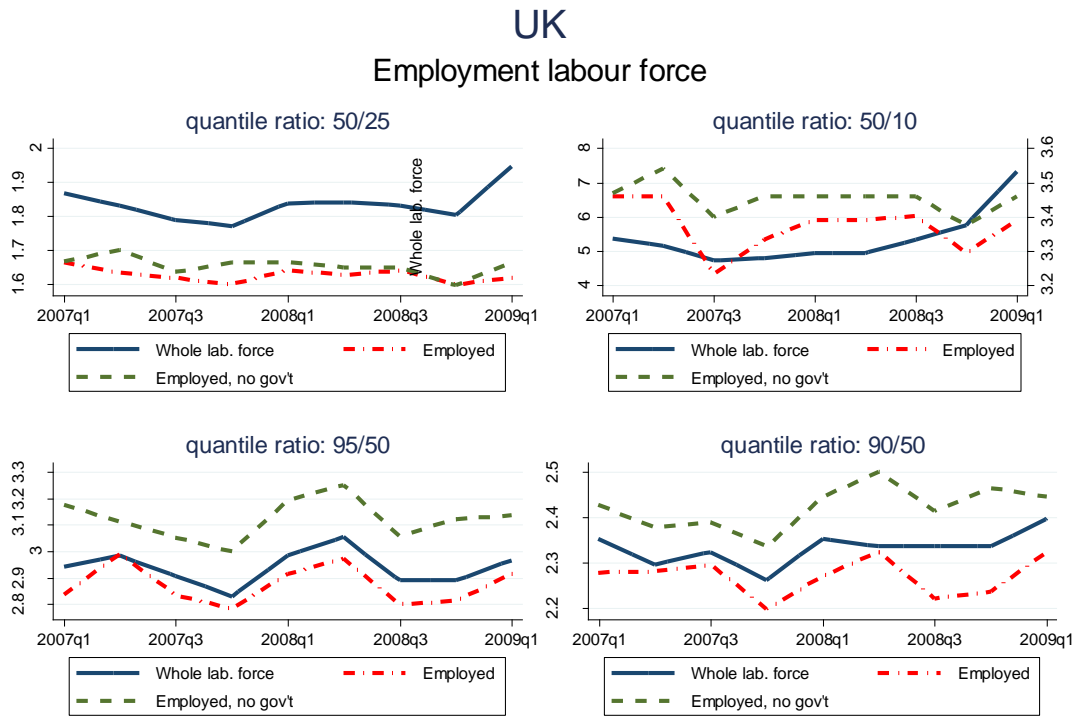 UK
Employment labour force
quantile ratio: 50/25
2
1.9
1.8
1.7
1.6
Whole lab. force
2007q1 2007q3 2008q1 2008q3 2009q1
Whole lab. force Employed
Employed, no gov't
quantile ratio: 50/10
8
7
6
5
4
3.6
3.5
3.4
3.3
3.2
2007q1 2007q3 2008q1 2008q3 2009q1
Whole lab. force Employed
Employed, no gov't
quantile ratio: 95/50
3.3
3.2
3.1
3
2.9
2.8
2007q1 2007q3 2008q1 2008q3 2009q1
Whole lab. force Employed
Employed, no gov't
quantile ratio: 90/50
2.5
2.4
2.3
2.2
2007q1 2007q3 2008q1 2008q3 2009q1
Whole lab. force Employed
Employed, no gov't